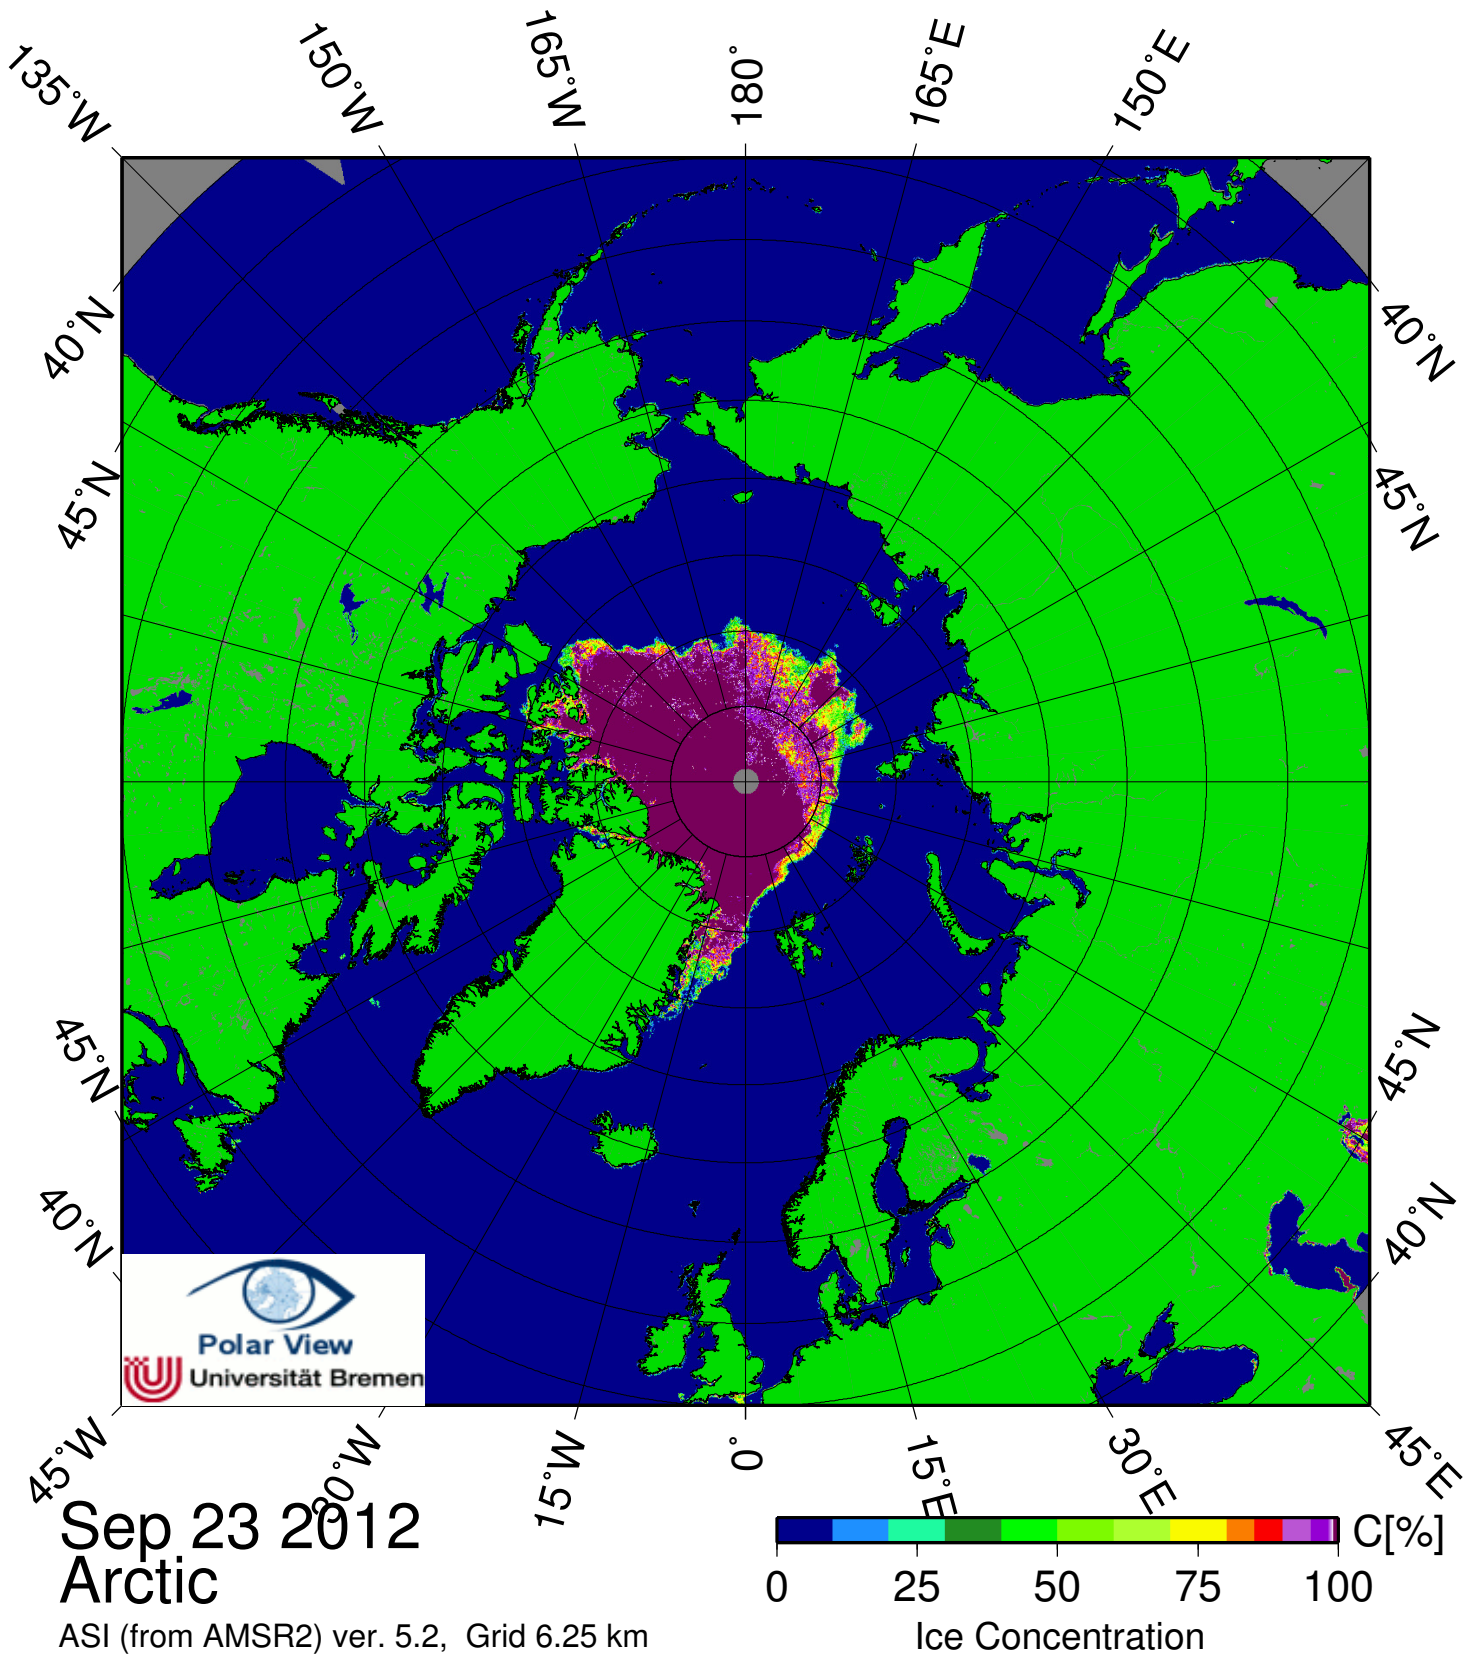 135°W
150°W
165°W
180°
165°E
150°E
40°N
40°N
45°N
45°N
45°N
45°N
40°N
40°N
Polar View
Universität Bremen
45°W
30°W
15°W
0°
15°E
30°E
45°E
Sep 23 2012
Arctic
ASI (from AMSR2) ver. 5.2, Grid 6.25 km
C[%]
0 25 50 75 100
Ice Concentration